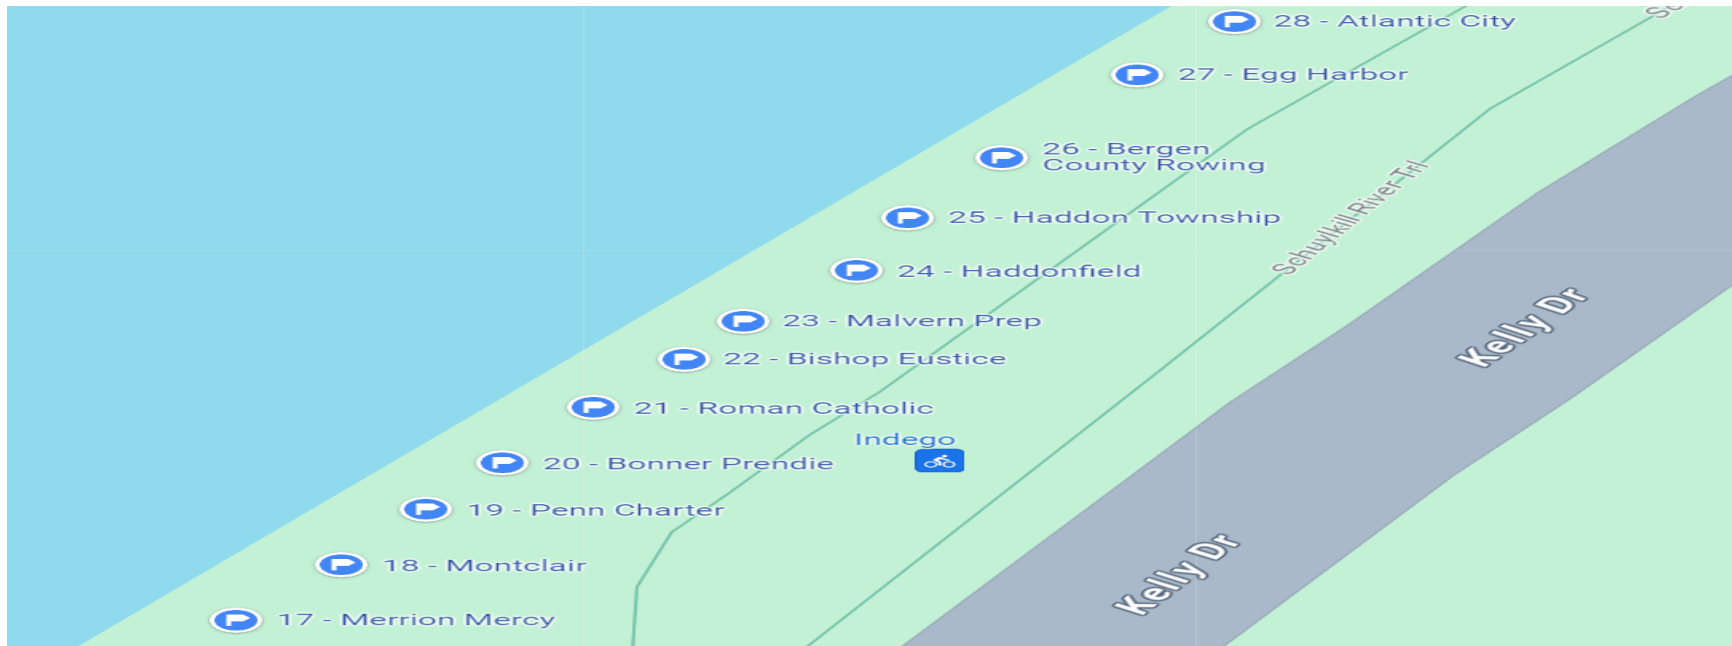 28 - Atlantic City
27 - Egg Harbor
26 - Bergen
County Rowing
Schuylkill River Trl
25 - Haddon Township
24 - Haddonfield
Kelly Dr
23 - Malvern Prep
22 - Bishop Eustice
21 - Roman Catholic
Indego
20 - Bonner Prendie
19 - Penn Charter
Kelly Dr
18 - Montclair
17 - Merrion Mercy